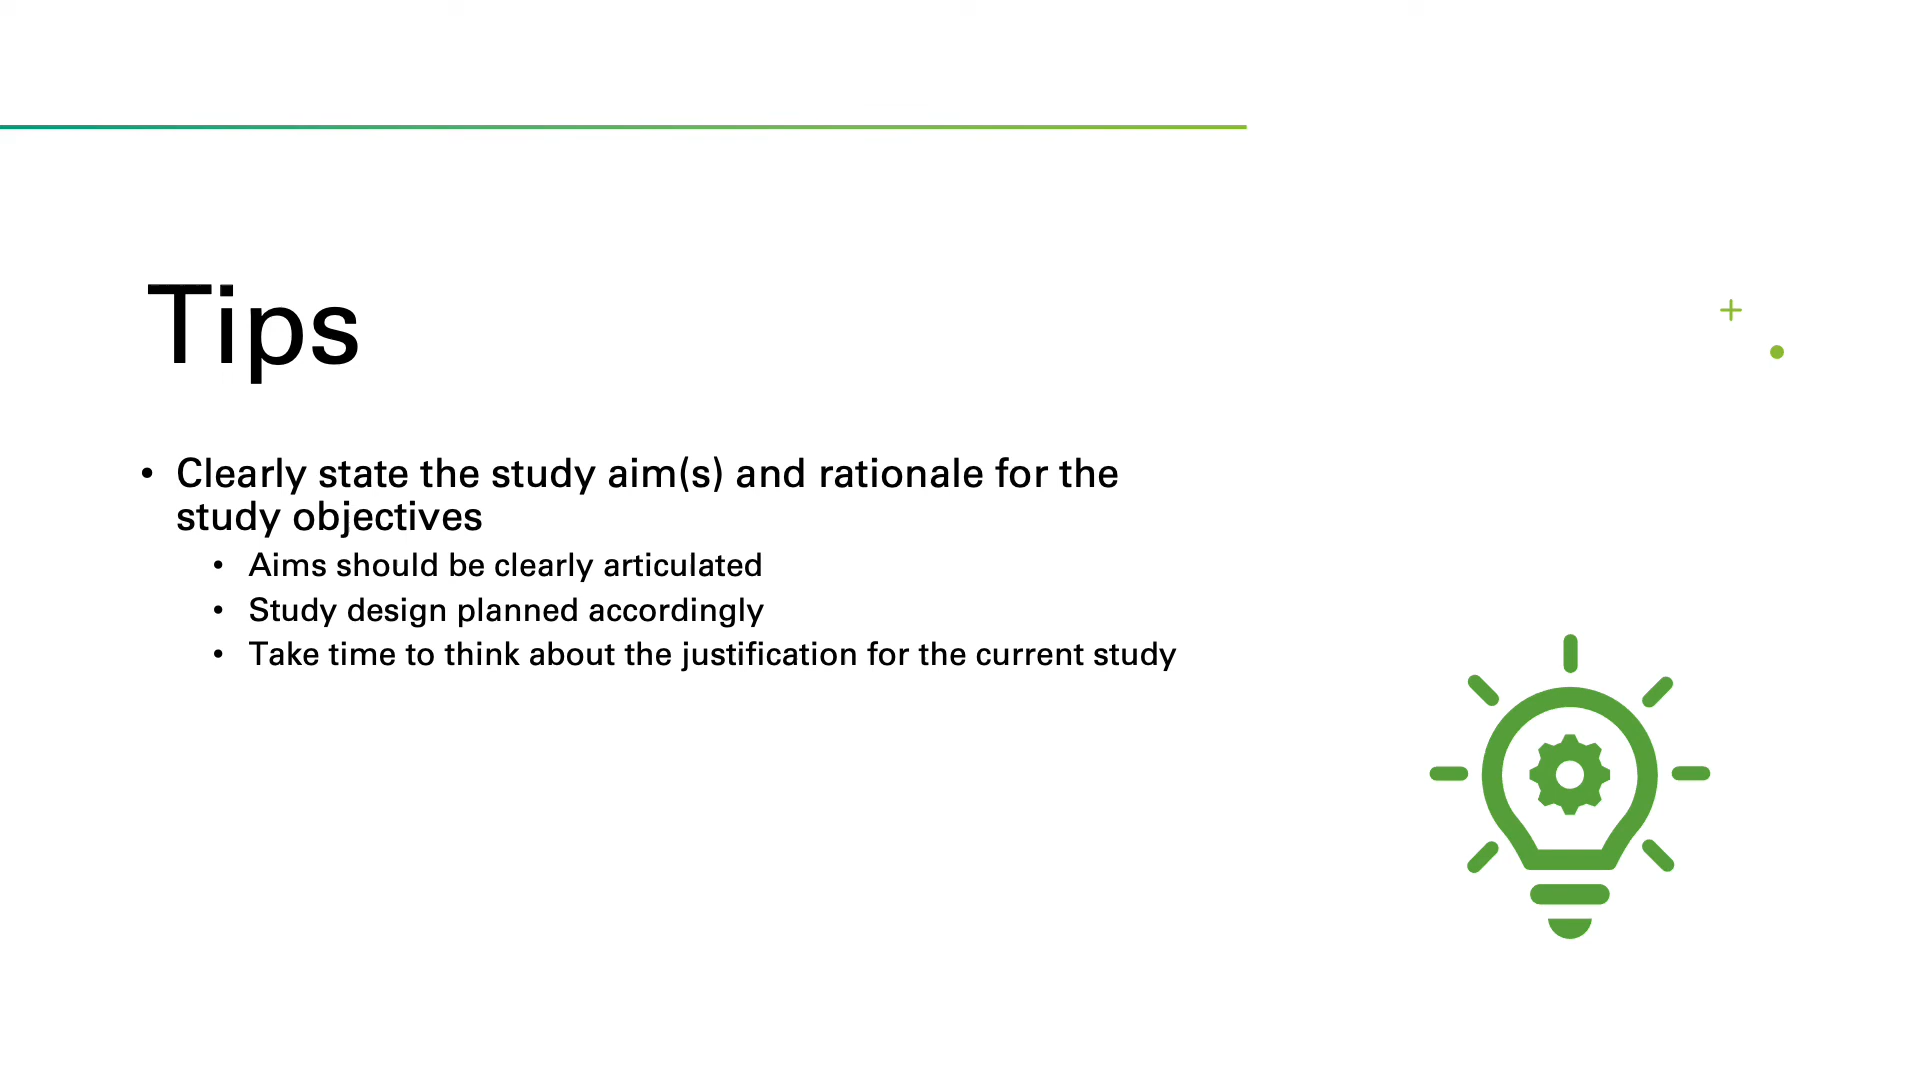 Tips
• Clearly state the study aim(s) and rationale for the
study objectives
• Aims should be clearly articulated
• Study design planned accordingly
• Take time to think about the justification for the current study